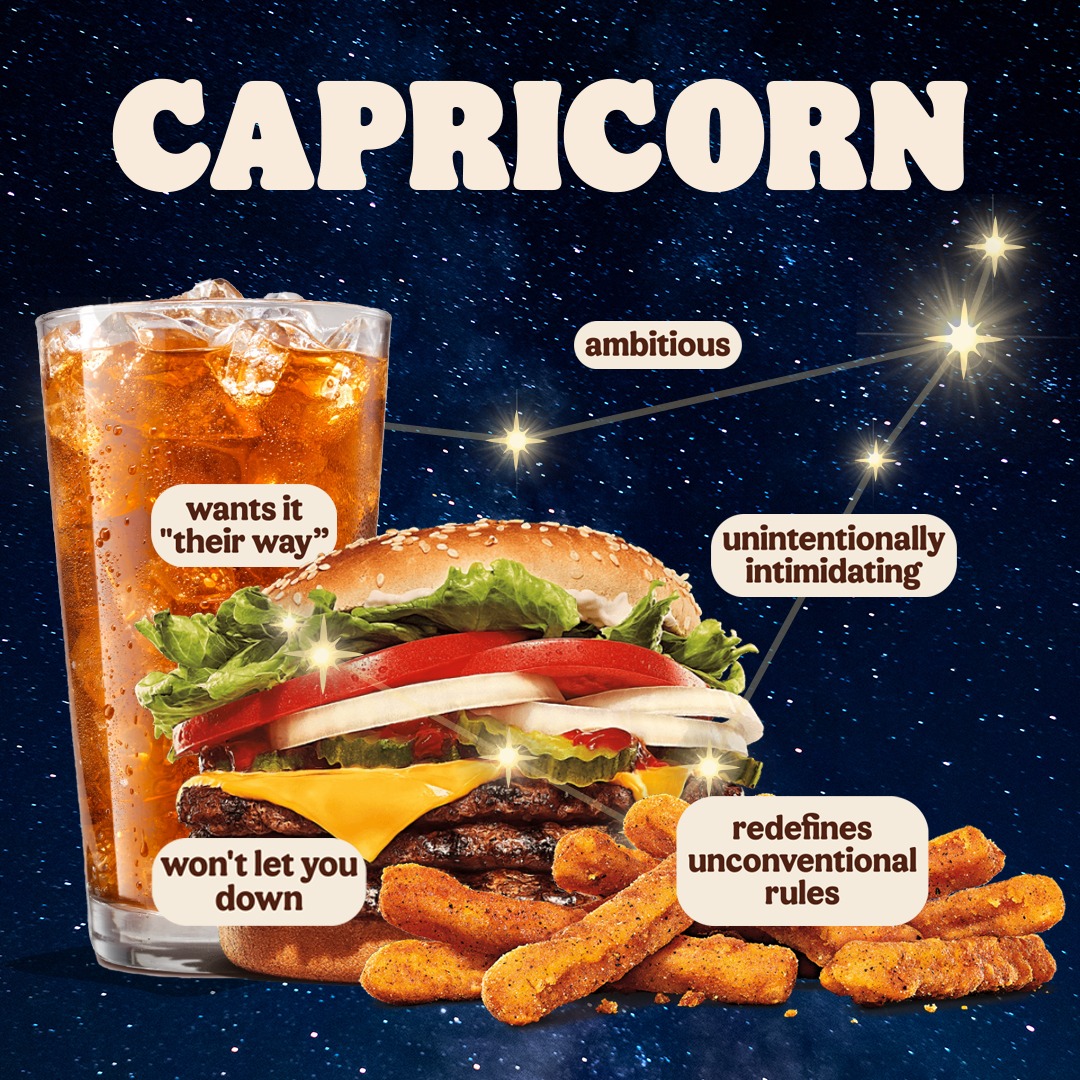 CAPRICORN
ambitious
wants it
"their way”
unintentionally
intimidating
redefines
unconventional
rules
won't let you
down